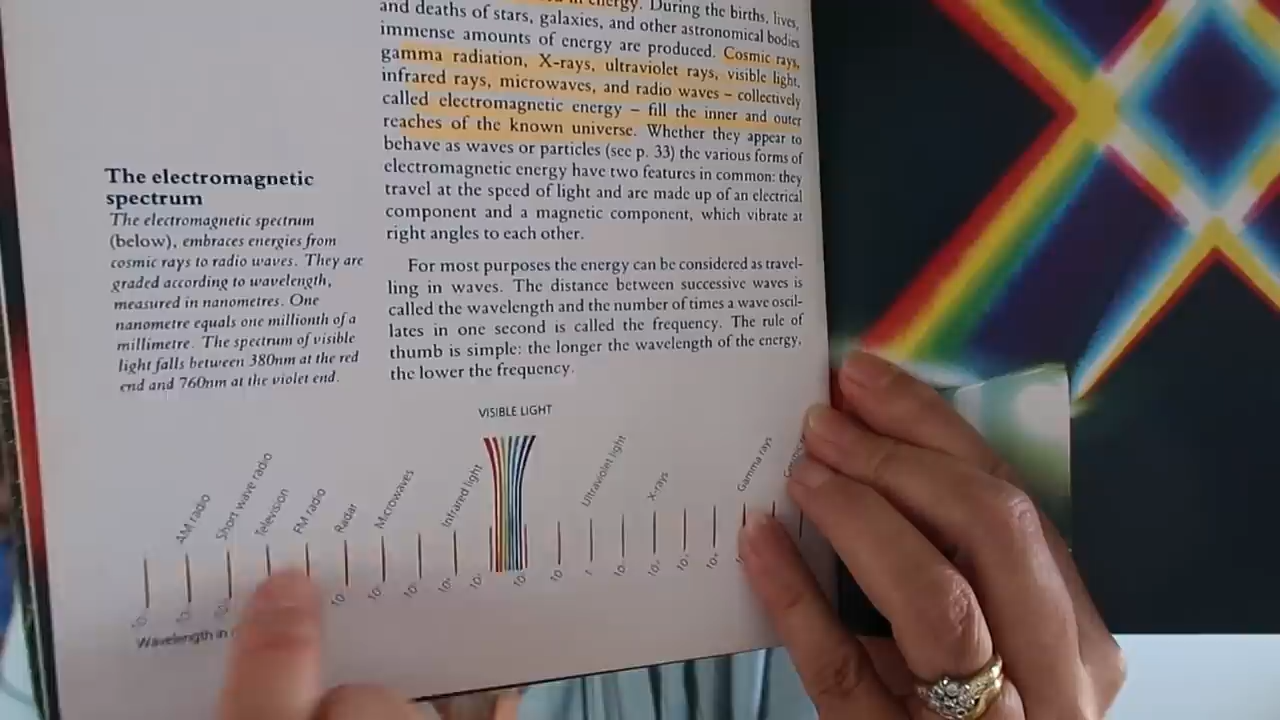 in energy. During the births, lives,
and deaths of stars, galaxies, and other astronomical bodies
immense amounts of energy are produced. Cosmic rays,
gamma radiation, X-rays, ultraviolet rays, visible light,
infrared rays, microwaves, and radio waves – collectively
called electromagnetic energy – fill the inner and outer
reaches of the known universe. Whether they appear to
behave as waves or particles (see p. 33) the various forms of
electromagnetic energy have two features in common: they
travel at the speed of light and are made up of an electrical
component and a magnetic component, which vibrate at
right angles to each other.
For most purposes the energy can be considered as travel-
ling in waves. The distance between successive waves is
called the wavelength and the number of times a wave oscil-
lates in one second is called the frequency. The rule of
thumb is simple: the longer the wavelength of the energy,
the lower the frequency.
The electromagnetic
spectrum
The electromagnetic spectrum
(below), embraces energies from
cosmic rays to radio waves. They are
graded according to wavelength,
measured in nanometres. One
nanometre equals one millionth of a
millimetre. The spectrum of visible
light falls between 380nm at the red
end and 760nm at the violet end.
VISIBLE LIGHT
AM radio
Short wave radio
Television
FM radio
Radar
Microwaves
Infrared light
Ultraviolet light
X-rays
Gamma rays
Wavelength in